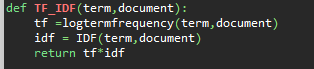 def TF_IDF(term,document):
    tf =logtermfrequency(term,document)
    idf = IDF(term,document)
    return tf*idf